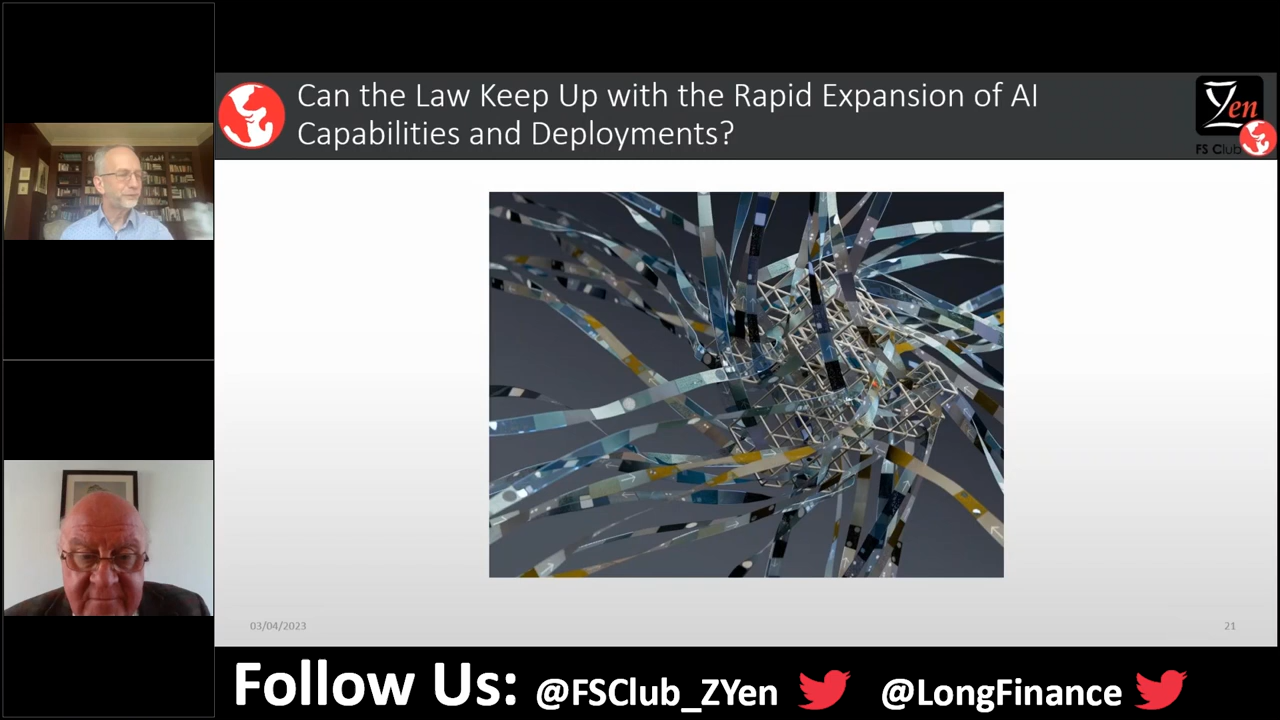 Can the Law Keep Up with the Rapid Expansion of AI
Capabilities and Deployments?
Zyen
FS Club
03/04/2023
21
Follow Us: @FSClub_ZYen @LongFinance